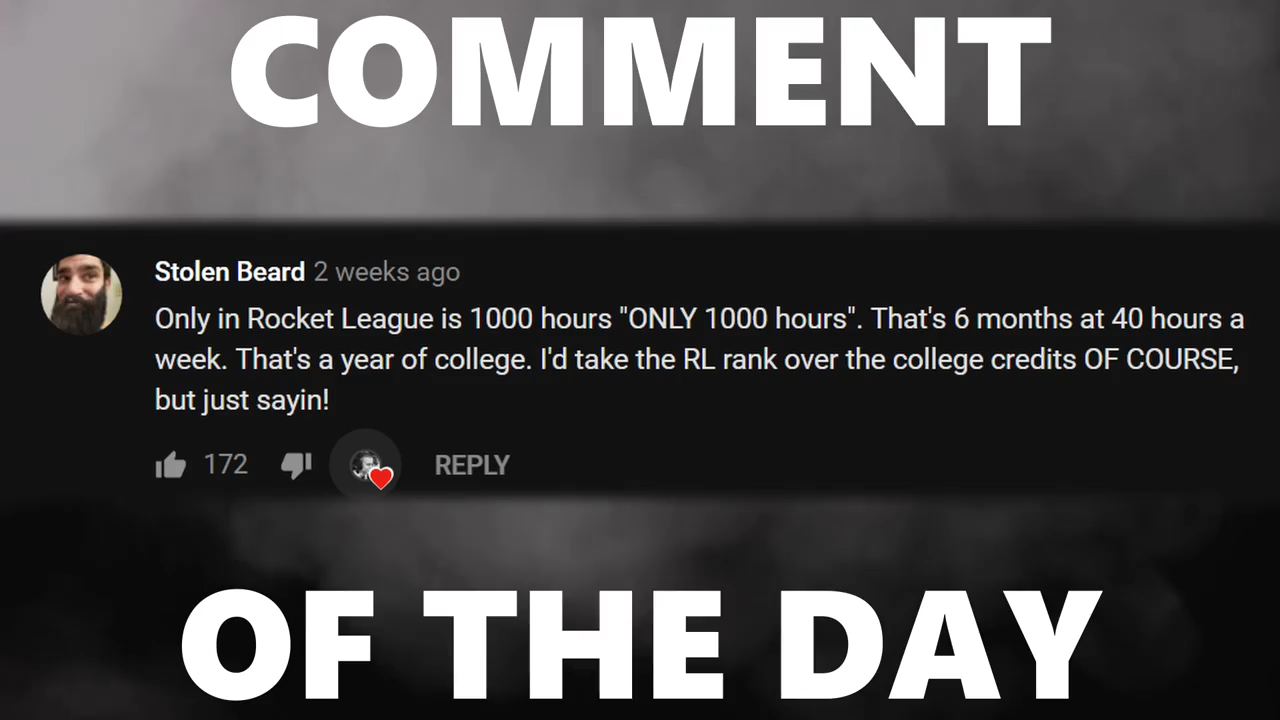 COMMENT
Stolen Beard 2 weeks ago
Only in Rocket League is 1000 hours "ONLY 1000 hours". That's 6 months at 40 hours a
week. That's a year of college. I'd take the RL rank over the college credits OF COURSE,
but just sayin!
172 REPLY
OF THE DAY